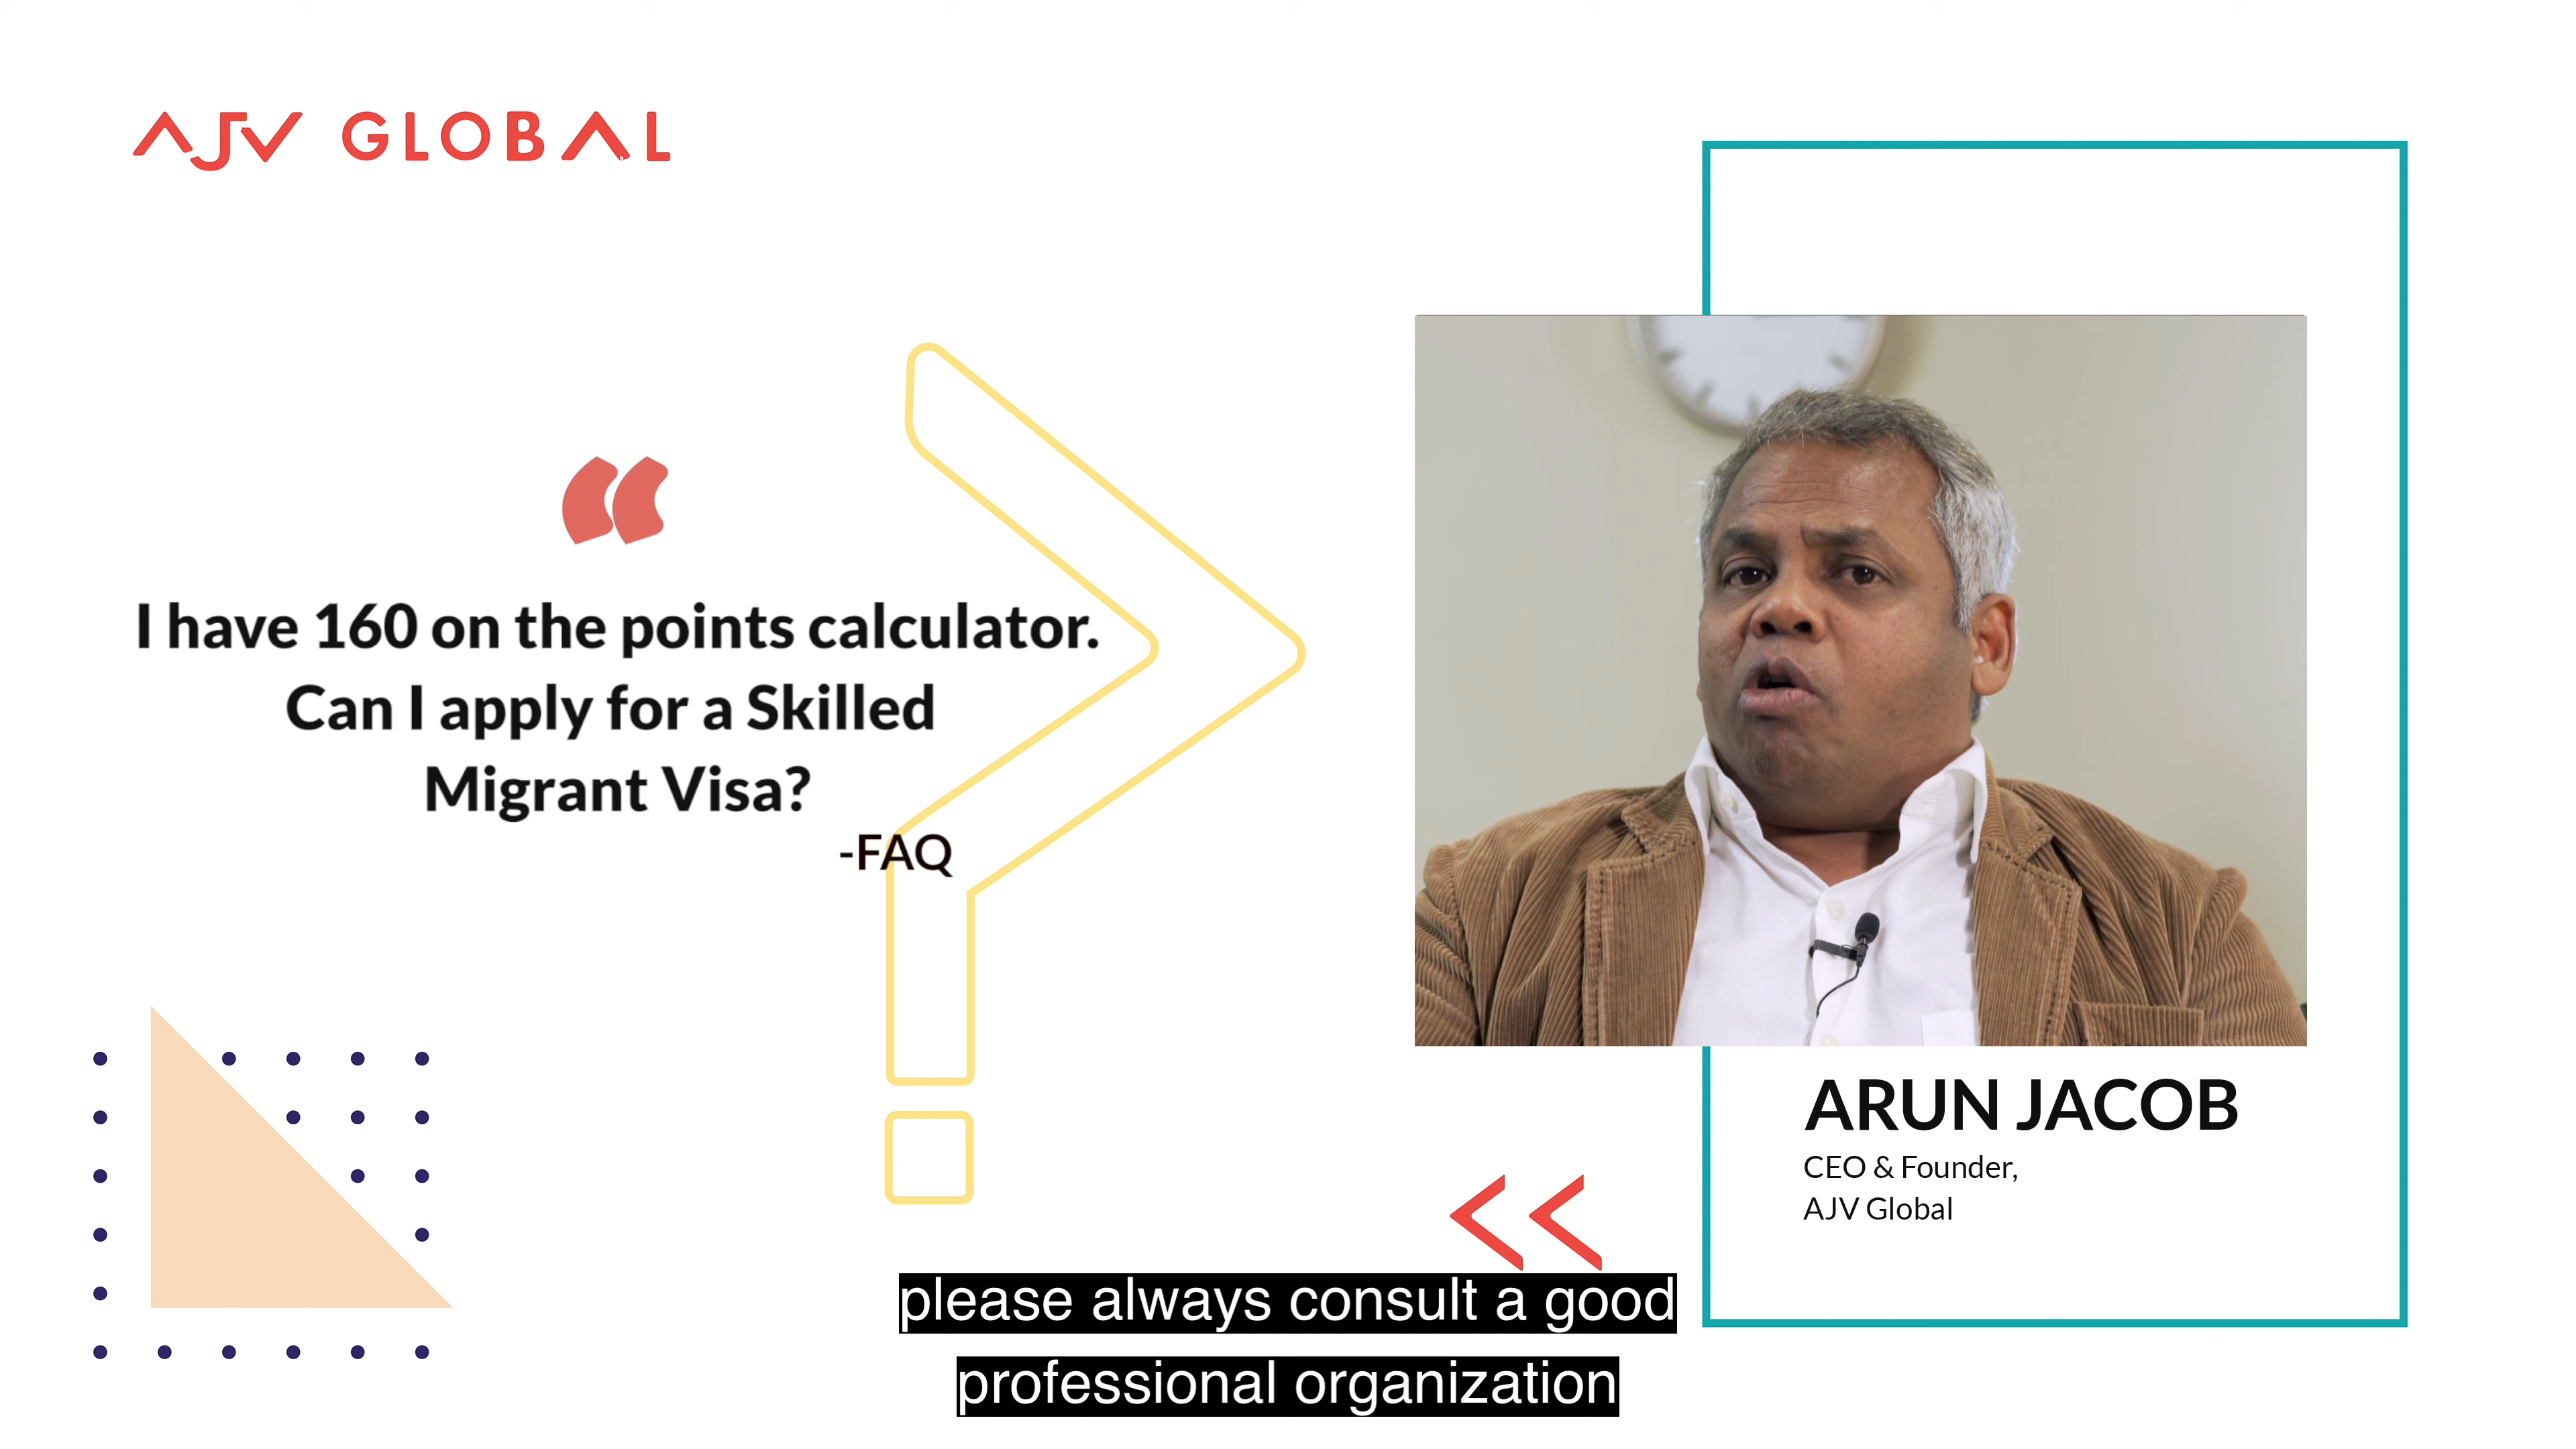 AJV GLOBAL
I have 160 on the points calculator.
Can I apply for a Skilled
Migrant Visa?
-FAQ
ARUN JACOB
CEO & Founder,
AJV Global
please always consult a good
professional organization